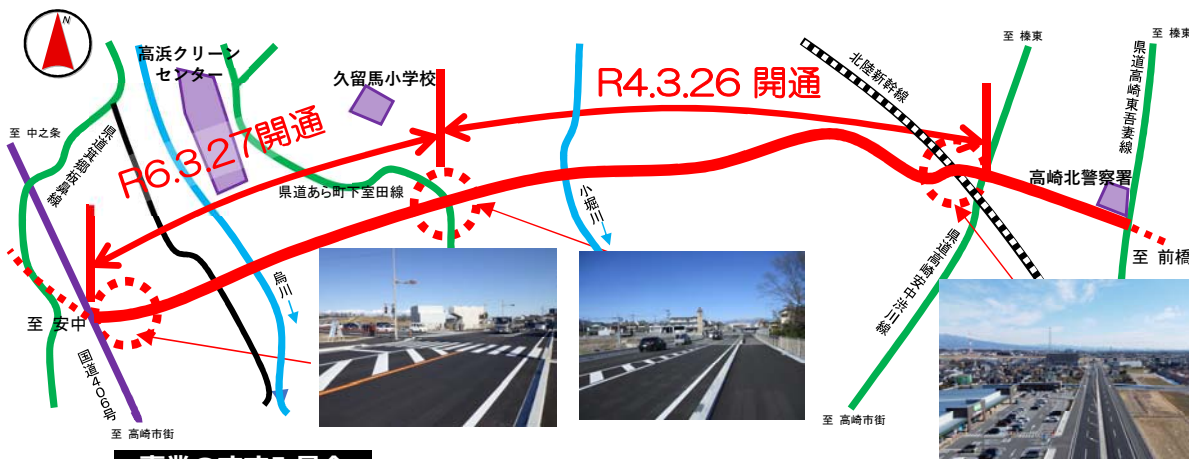 N
高浜クリーン
センター
久留馬小学校
R4.3.26 開通
北陸新幹線
至 榛東
至 榛東
県道高崎東吾妻線
至 中之条
県道箕郷板鼻線
R6.3.27開通
県道あら町下室田線
小堀川
高崎北警察署
至 前橋
烏川
県道高崎安中渋川線
至 安中
国道406号
至 高崎市街
至 高崎市街